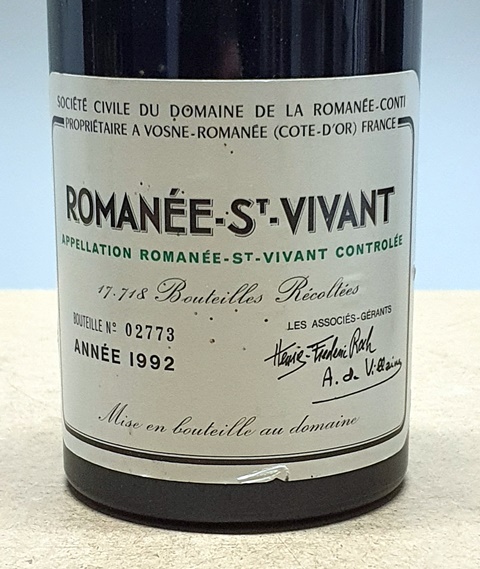 SOCIÉTÉ CIVILE DU DOMAINE DE LA ROMANÉE-CONTI
PROPRIÉTAIRE A VOSNE-ROMANÉE (COTE-D'OR) FRANCE
ROMANÉE-ST-VIVANT
APPELLATION ROMANÉE-ST-VIVANT CONTROLÉE
17.718 Bouteilles Récoltées
BOUTEILLE N° 02773
ANNÉE 1992
LES ASSOCIÉS-GÉRANTS
Henry-Frédéric Roch
A. de Villaine
Mise en bouteille au domaine